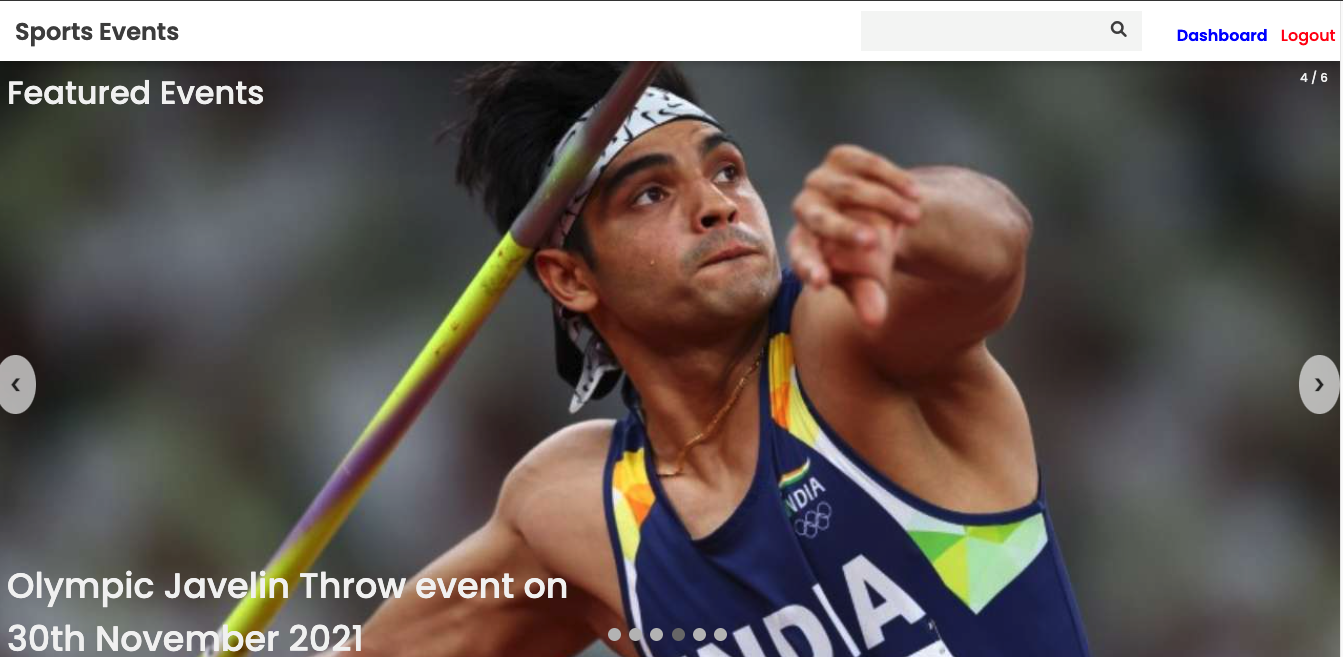 Sports Events
Dashboard Logout
Featured Events
4 / 6
INDIA
INDIA
Olympic Javelin Throw event on
30th November 2021